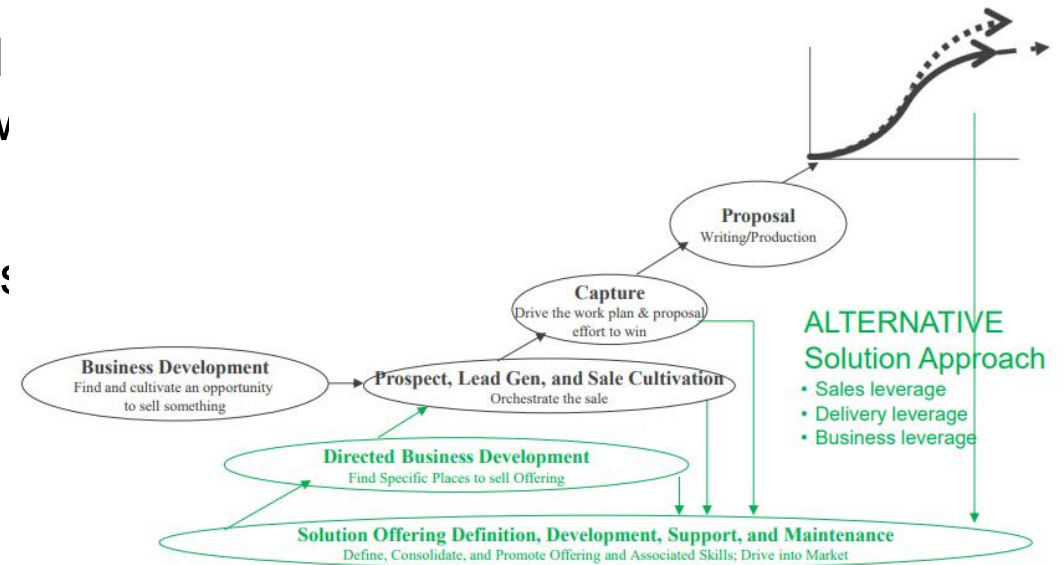 Proposal
Writing/Production
Capture
Drive the work plan & proposal
effort to win
ALTERNATIVE
Solution Approach
• Sales leverage
• Delivery leverage
• Business leverage
Business Development
Find and cultivate an opportunity
to sell something
Prospect, Lead Gen, and Sale Cultivation
Orchestrate the sale
Directed Business Development
Find Specific Places to sell Offering
Solution Offering Definition, Development, Support, and Maintenance
Define, Consolidate, and Promote Offering and Associated Skills; Drive into Market